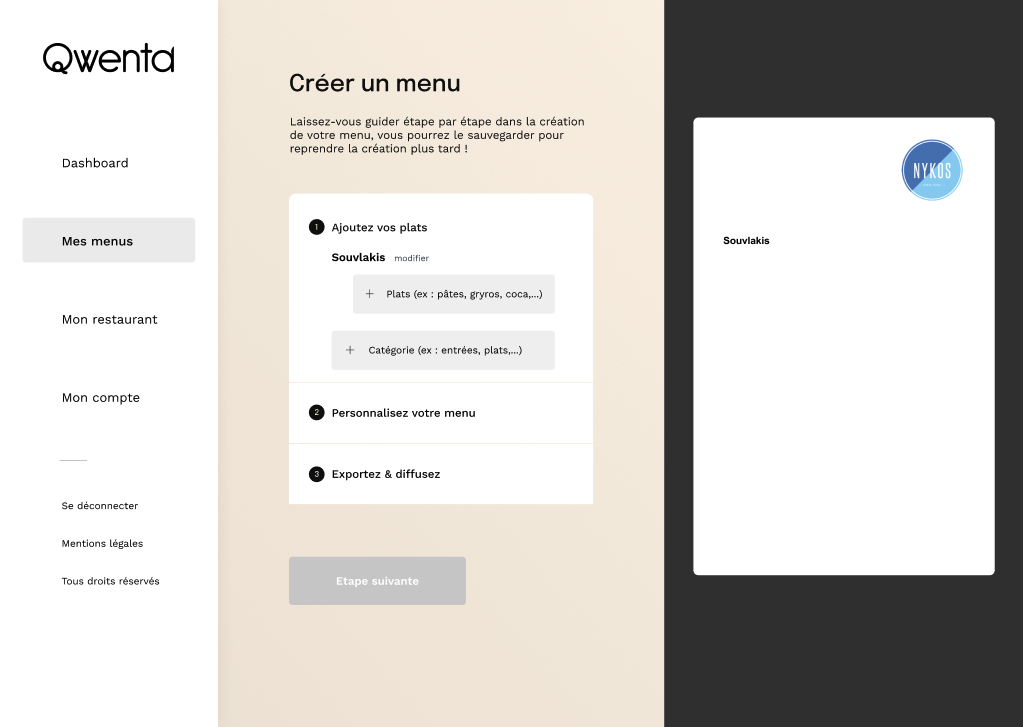 Qwenta
Dashboard
Mes menus
Mon restaurant
Mon compte
Se déconnecter
Mentions légales
Tous droits réservés
Créer un menu
Laissez-vous guider étape par étape dans la création
de votre menu, vous pourrez le sauvegarder pour
reprendre la création plus tard !
1 Ajoutez vos plats
Souvlakis modifier
+ Plats (ex : pâtes, gryros, coca,...)
+ Catégorie (ex : entrées, plats,...)
2 Personnalisez votre menu
3 Exportez & diffusez
Etape suivante
NYKOS
Souvlakis